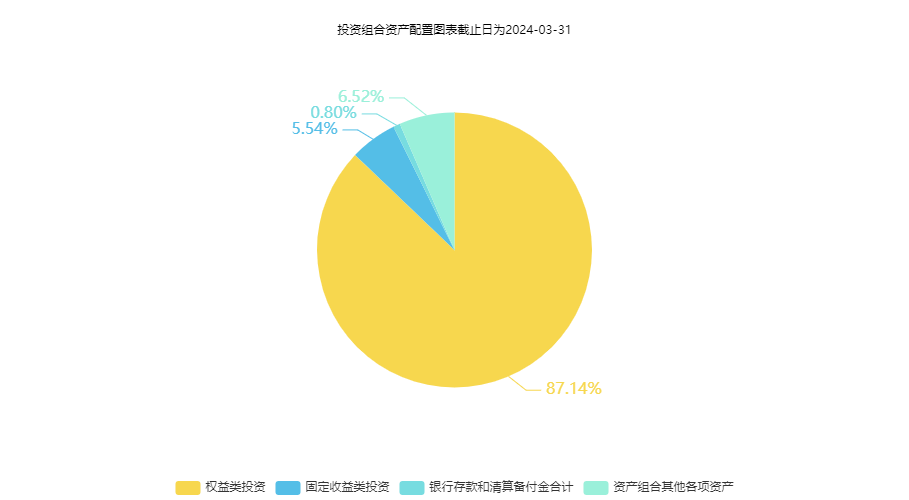 投资组合资产配置图表截止日为2024-03-31
6.52%
0.80%
5.54%
87.14%
权益类投资 固定收益类投资 银行存款和清算备付金合计 资产组合其他各项资产